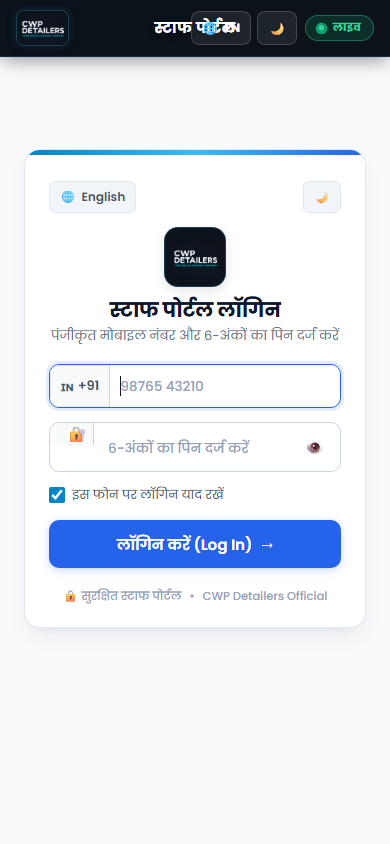 CWP
DETAILERS
स्टाफ पोर्टल
EN
लाइव
English
CWP
DETAILERS
स्टाफ पोर्टल लॉगिन
पंजीकृत मोबाइल नंबर और 6-अंकों का पिन दर्ज करें
IN +91
98765 43210
6-अंकों का पिन दर्ज करें
इस फोन पर लॉगिन याद रखें
लॉगिन करें (Log In) →
सुरक्षित स्टाफ पोर्टल • CWP Detailers Official